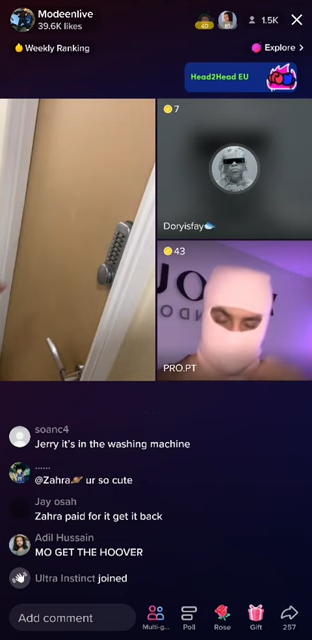 Modeenlive
39.6K likes
40
1.5K
Weekly Ranking
Explore >
Head2Head EU
7
Doryisfay
43
PRO.PT
soanc4
Jerry it's in the washing machine
......
@Zahra🪐 ur so cute
Jay osah
Zahra paid for it get it back
Adil Hussain
MO GET THE HOOVER
Ultra Instinct joined
Add comment
Multi-g...
Poll
Rose
Gift
257